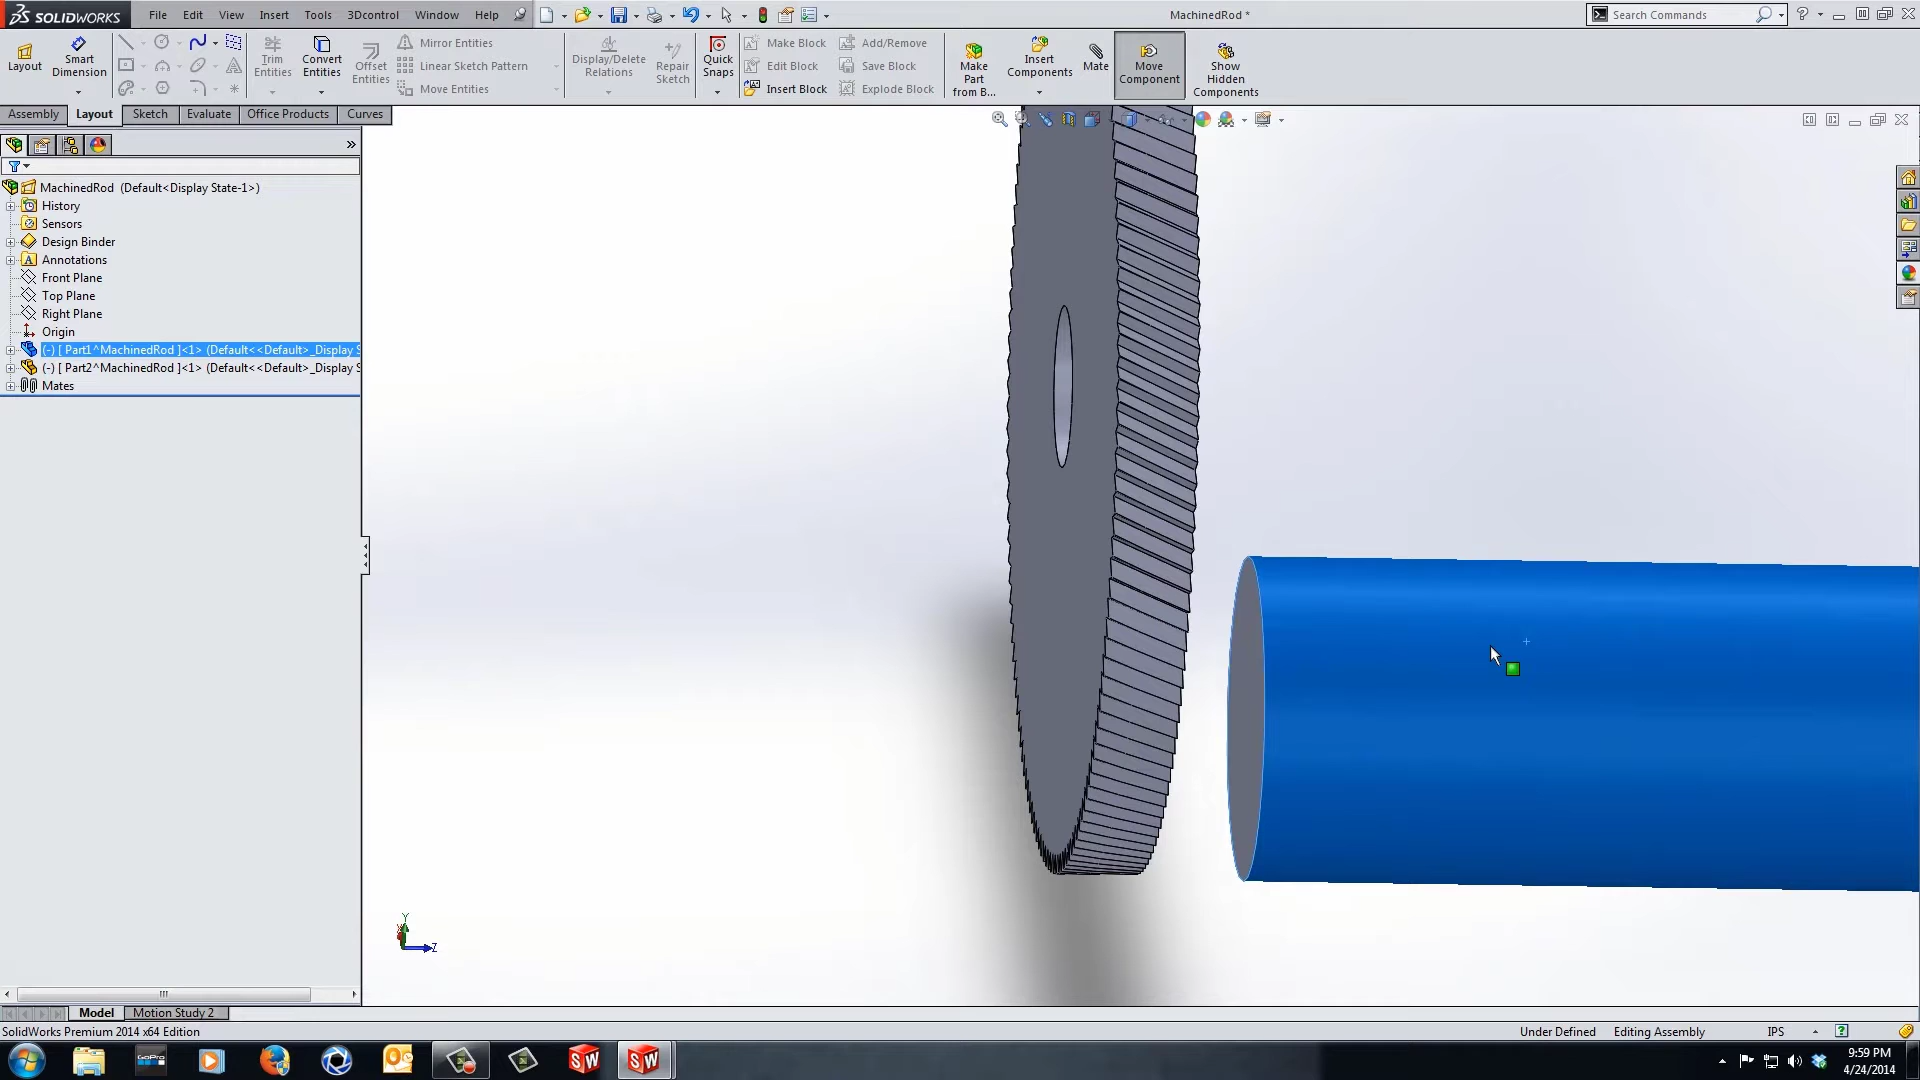 SOLIDWORKS File Edit View Insert Tools 3Dcontrol Window Help MachinedRod * Search Commands
Layout
Smart Dimension
Trim Entities
Convert Entities
Offset Entities
Mirror Entities
Linear Sketch Pattern
Move Entities
Display/Delete Relations
Repair Sketch
Quick Snaps
Make Block
Edit Block
Insert Block
Add/Remove
Save Block
Explode Block
Make Part from B...
Insert Components
Mate
Move Component
Show Hidden Components
Assembly Layout Sketch Evaluate Office Products Curves
MachinedRod (Default<Display State-1>)
History
Sensors
Design Binder
Annotations
Front Plane
Top Plane
Right Plane
Origin
(-) [ Part1^MachinedRod ]<1> (Default<<Default>_Display S
(-) [ Part2^MachinedRod ]<1> (Default<<Default>_Display S
Mates
Y
Z
Model Motion Study 2
SolidWorks Premium 2014 x64 Edition Under Defined Editing Assembly IPS
GoPro
SW
SW
9:59 PM
4/24/2014